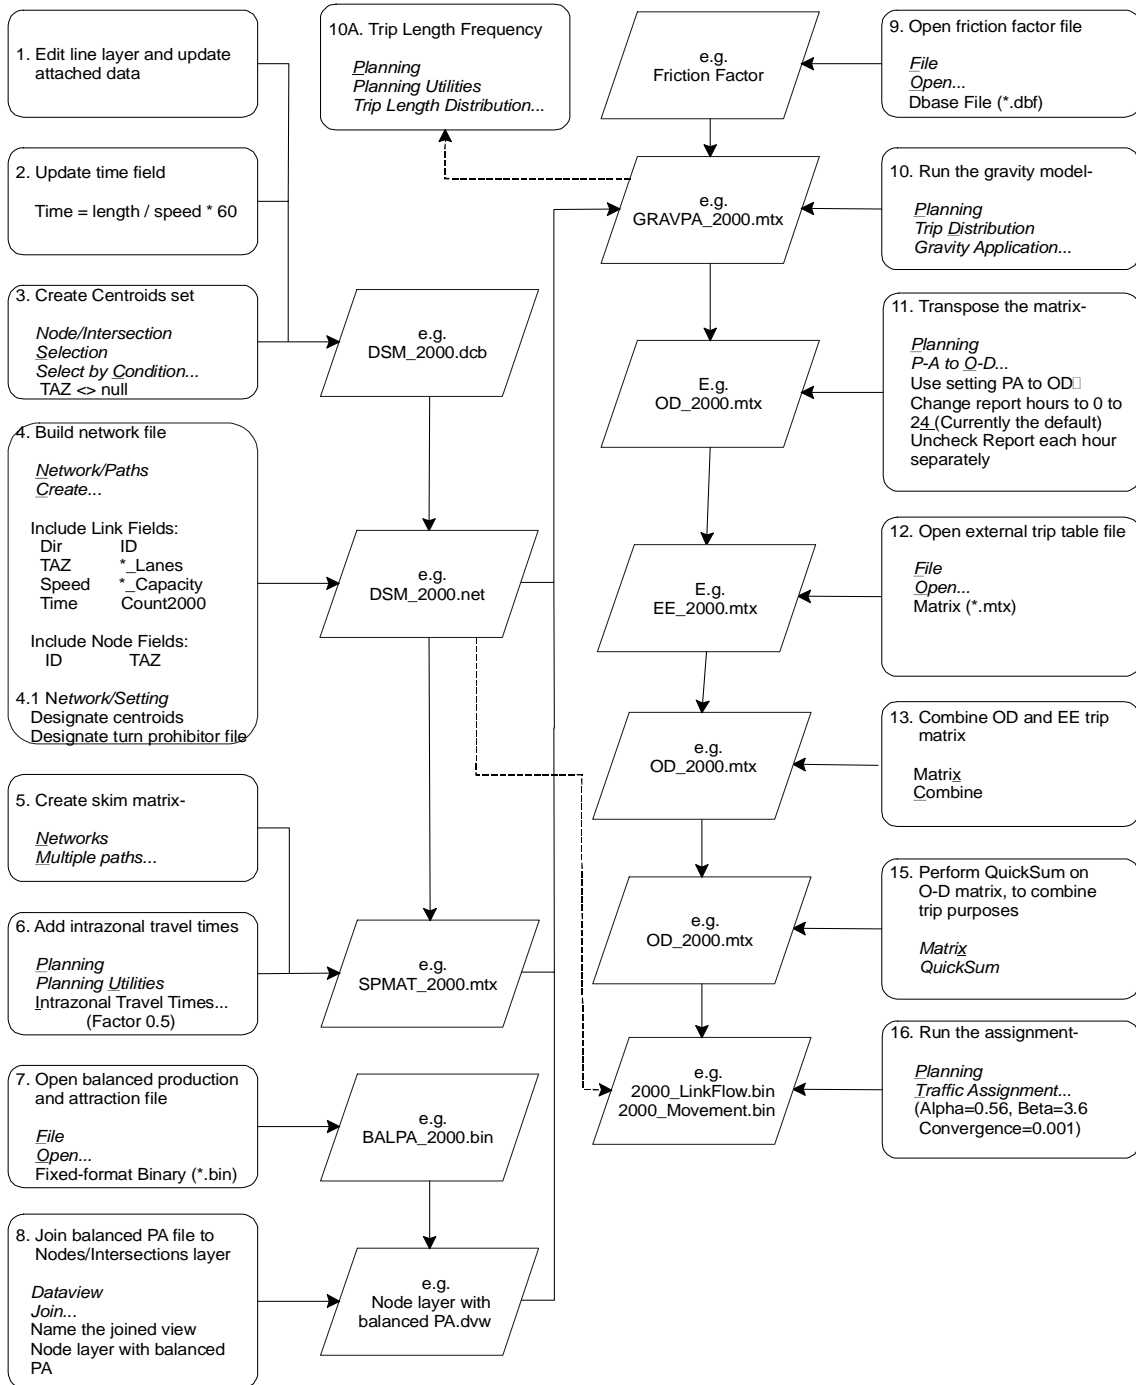 1. Edit line layer and update
attached data
2. Update time field
Time = length / speed * 60
3. Create Centroids set
Node/Intersection
Selection
Select by Condition...
TAZ <> null
4. Build network file
Network/Paths
Create...
Include Link Fields:
Dir ID
TAZ *_Lanes
Speed *_Capacity
Time Count2000
Include Node Fields:
ID TAZ
4.1 Network/Setting
Designate centroids
Designate turn prohibitor file
5. Create skim matrix-
Networks
Multiple paths...
6. Add intrazonal travel times
Planning
Planning Utilities
Intrazonal Travel Times...
(Factor 0.5)
7. Open balanced production
and attraction file
File
Open...
Fixed-format Binary (*.bin)
8. Join balanced PA file to
Nodes/Intersections layer
Dataview
Join...
Name the joined view
Node layer with balanced
PA
10A. Trip Length Frequency
Planning
Planning Utilities
Trip Length Distribution...
e.g.
DSM_2000.dcb
e.g.
DSM_2000.net
e.g.
SPMAT_2000.mtx
e.g.
BALPA_2000.bin
e.g.
Node layer with
balanced PA.dvw
e.g.
Friction Factor
e.g.
GRAVPA_2000.mtx
E.g.
OD_2000.mtx
E.g.
EE_2000.mtx
e.g.
OD_2000.mtx
e.g.
OD_2000.mtx
e.g.
2000_LinkFlow.bin
2000_Movement.bin
9. Open friction factor file
File
Open...
Dbase File (*.dbf)
10. Run the gravity model-
Planning
Trip Distribution
Gravity Application...
11. Transpose the matrix-
Planning
P-A to O-D...
Use setting PA to OD
Change report hours to 0 to
24 (Currently the default)
Uncheck Report each hour
separately
12. Open external trip table file
File
Open...
Matrix (*.mtx)
13. Combine OD and EE trip
matrix
Matrix
Combine
15. Perform QuickSum on
O-D matrix, to combine
trip purposes
Matrix
QuickSum
16. Run the assignment-
Planning
Traffic Assignment...
(Alpha=0.56, Beta=3.6
Convergence=0.001)